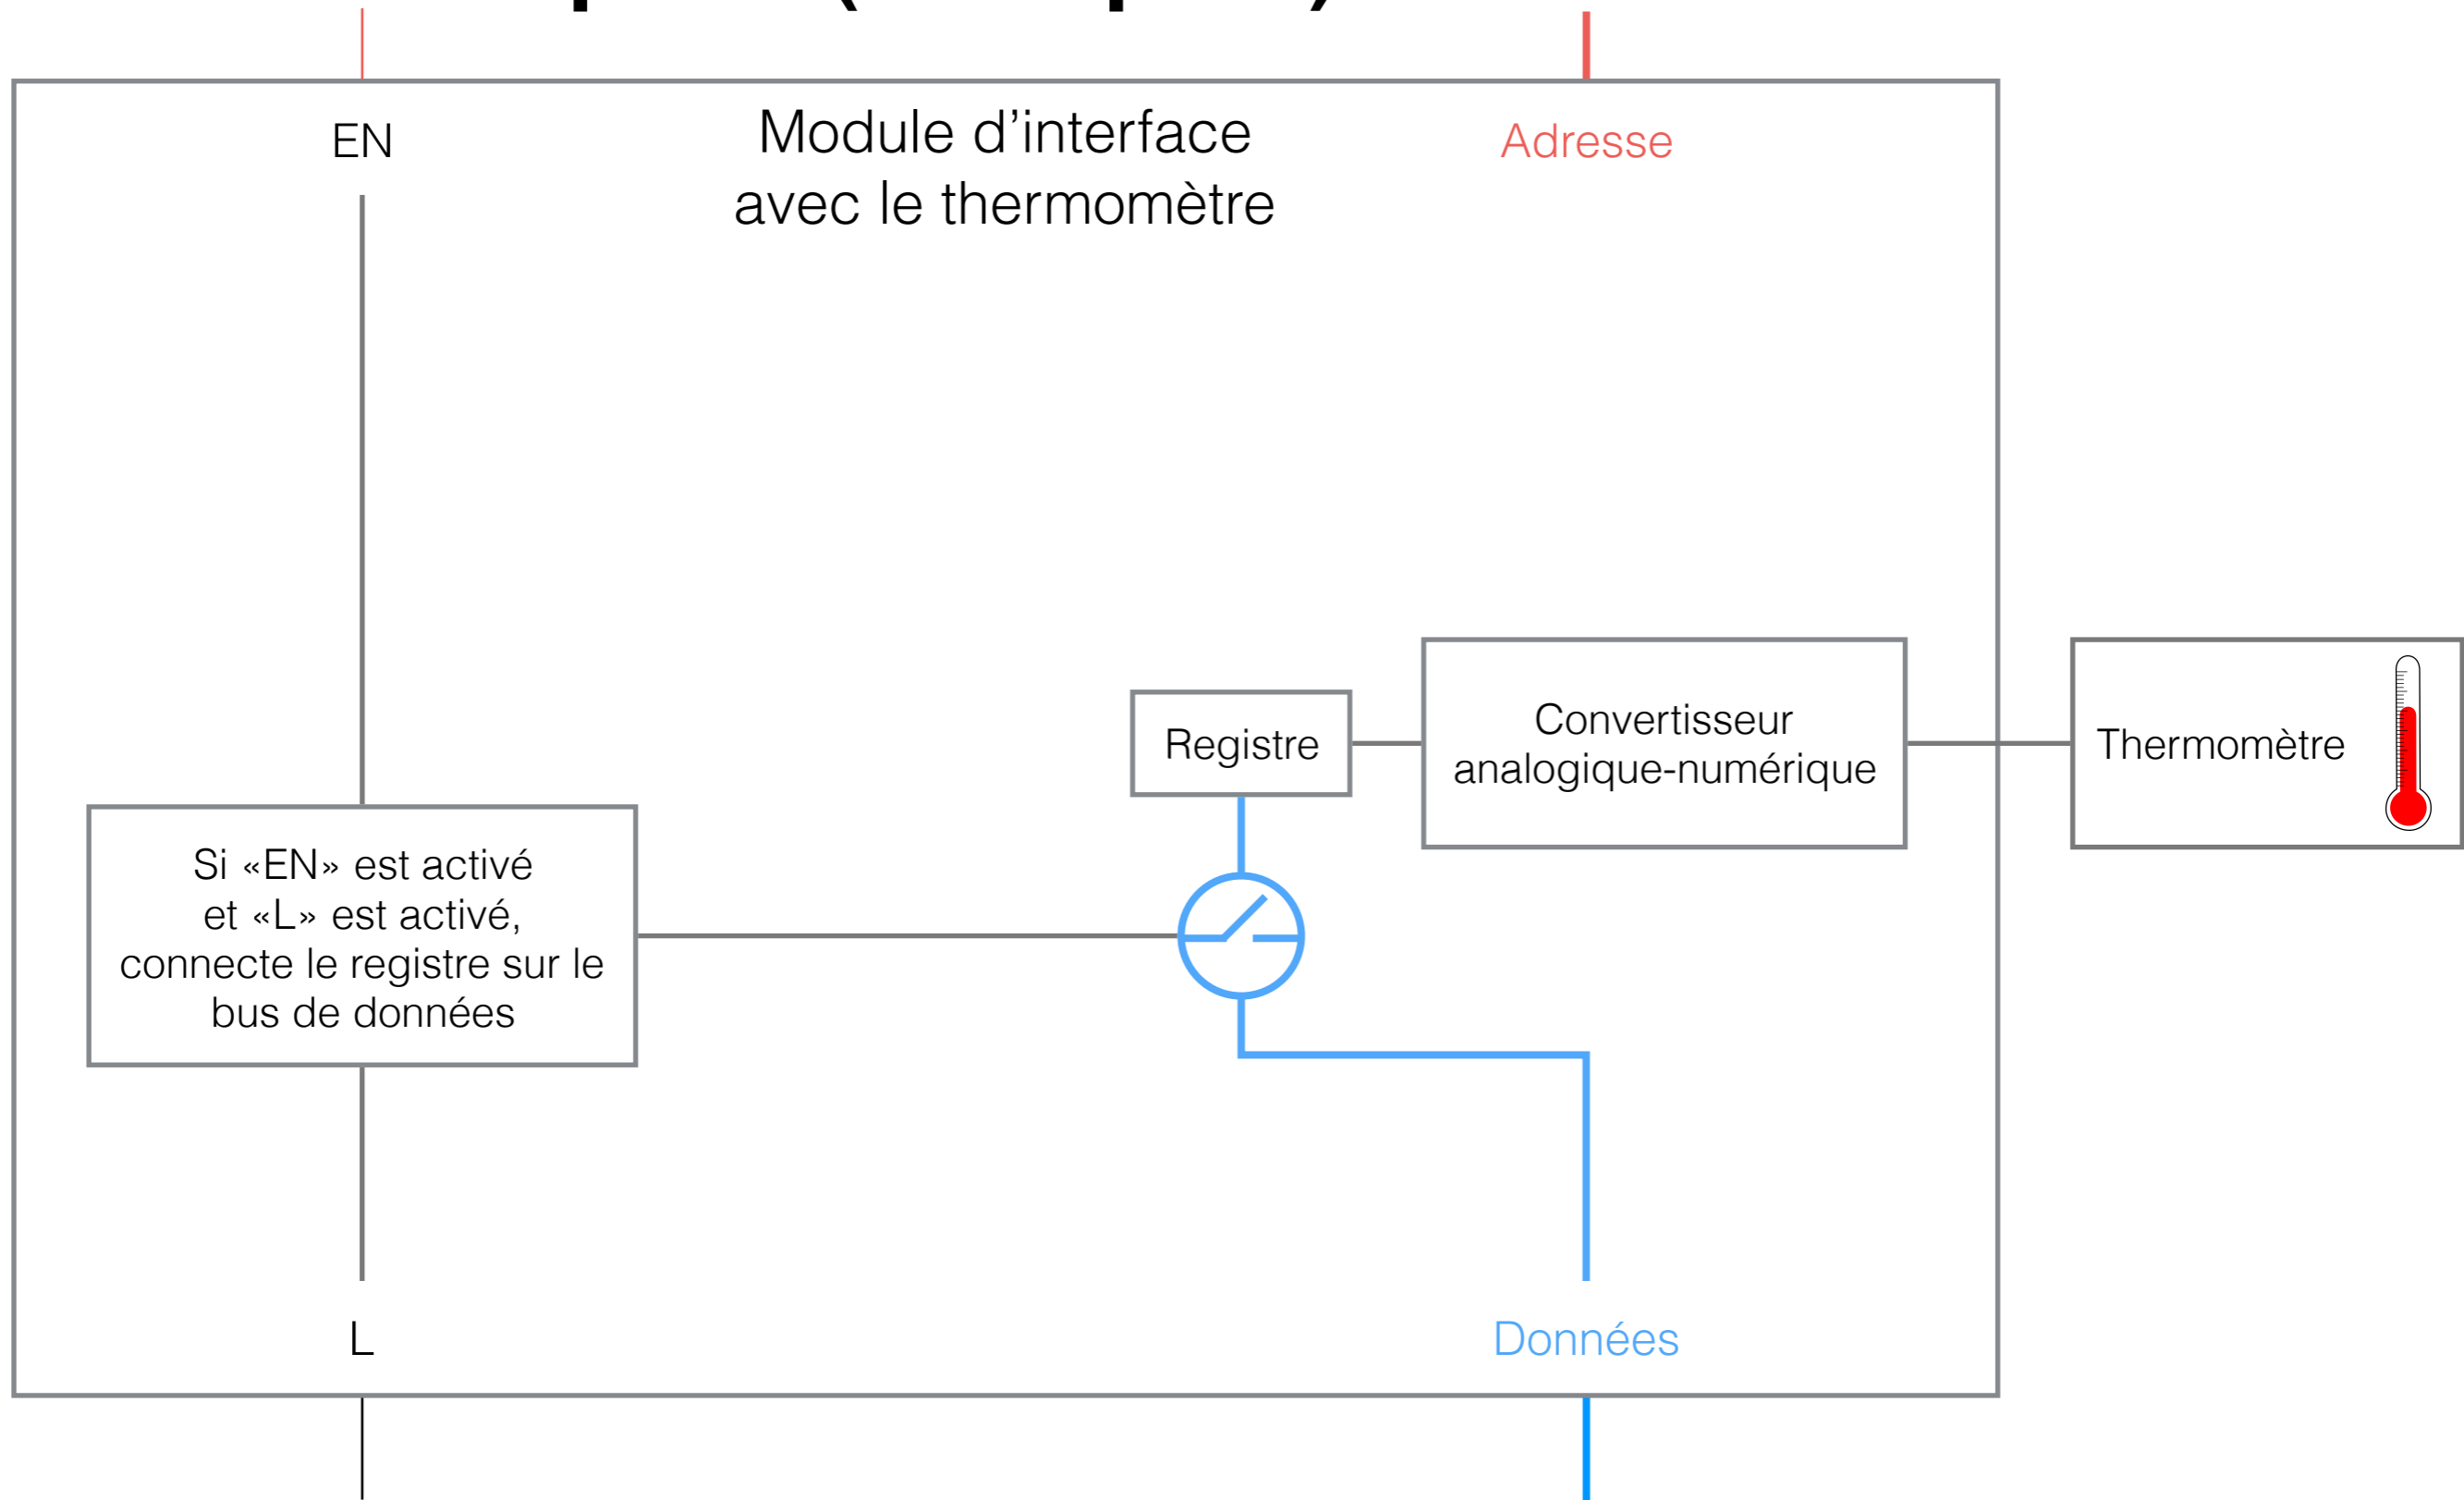 EN
Module d’interface
avec le thermomètre
Adresse
Registre
Convertisseur
analogique-numérique
Thermomètre
Si «EN» est activé
et «L» est activé,
connecte le registre sur le
bus de données
L
Données